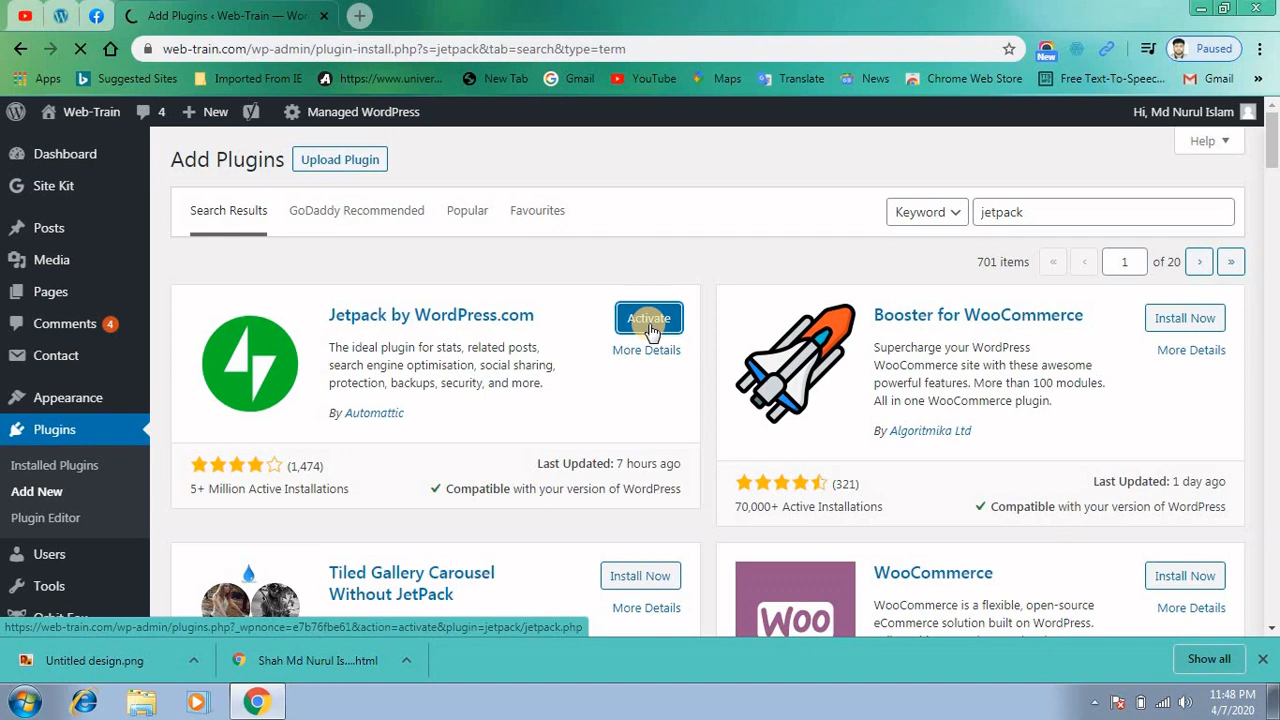 Add Plugins ‹ Web-Train — Wo
web-train.com/wp-admin/plugin-install.php?s=jetpack&tab=search&type=term
New
Paused
Apps
Suggested Sites
Imported From IE
https://www.univer...
New Tab
Gmail
YouTube
Maps
Translate
News
Chrome Web Store
Free Text-To-Speec...
Gmail
Web-Train
4
New
Managed WordPress
Hi, Md Nurul Islam
Dashboard
Site Kit
Posts
Media
Pages
Comments 4
Contact
Appearance
Plugins
Installed Plugins
Add New
Plugin Editor
Users
Tools
Add Plugins
Upload Plugin
Help
Search Results
GoDaddy Recommended
Popular
Favourites
Keyword
jetpack
701 items « ‹ 1 of 20 › »
Jetpack by WordPress.com
Activate
More Details
The ideal plugin for stats, related posts,
search engine optimisation, social sharing,
protection, backups, security, and more.
By Automattic
(1,474)
5+ Million Active Installations
Last Updated: 7 hours ago
Compatible with your version of WordPress
Booster for WooCommerce
Install Now
More Details
Supercharge your WordPress
WooCommerce site with these awesome
powerful features. More than 100 modules.
All in one WooCommerce plugin.
By Algoritmika Ltd
(321)
70,000+ Active Installations
Last Updated: 1 day ago
Compatible with your version of WordPress
Tiled Gallery Carousel
Without JetPack
Install Now
More Details
WOO
WooCommerce
Install Now
More Details
WooCommerce is a flexible, open-source
eCommerce solution built on WordPress.
https://web-train.com/wp-admin/plugins.php?_wpnonce=e7b76fbe61&action=activate&plugin=jetpack/jetpack.php
Untitled design.png
Shah Md Nurul Is....html
Show all
11:48 PM
4/7/2020